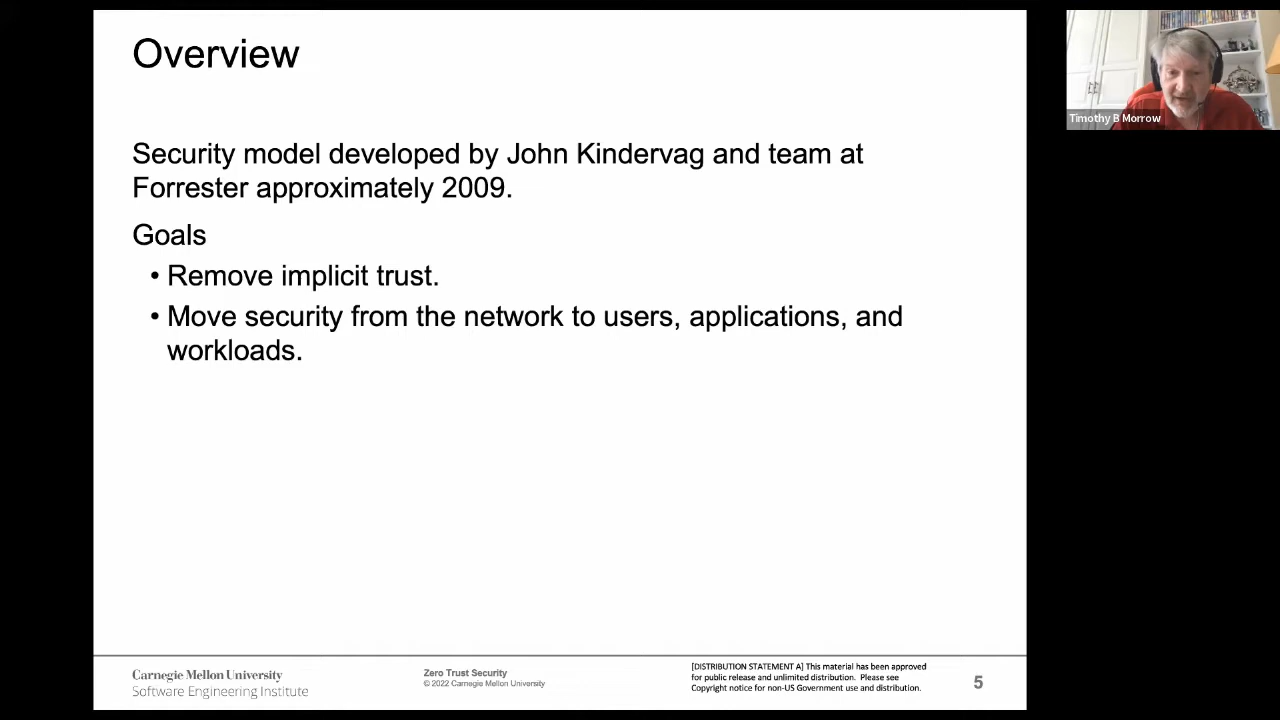 Overview
Security model developed by John Kindervag and team at
Forrester approximately 2009.
Goals
• Remove implicit trust.
• Move security from the network to users, applications, and
workloads.
Carnegie Mellon University
Software Engineering Institute
Zero Trust Security
© 2022 Carnegie Mellon University
[DISTRIBUTION STATEMENT A] This material has been approved
for public release and unlimited distribution. Please see
Copyright notice for non-US Government use and distribution.
5
Timothy B Morrow